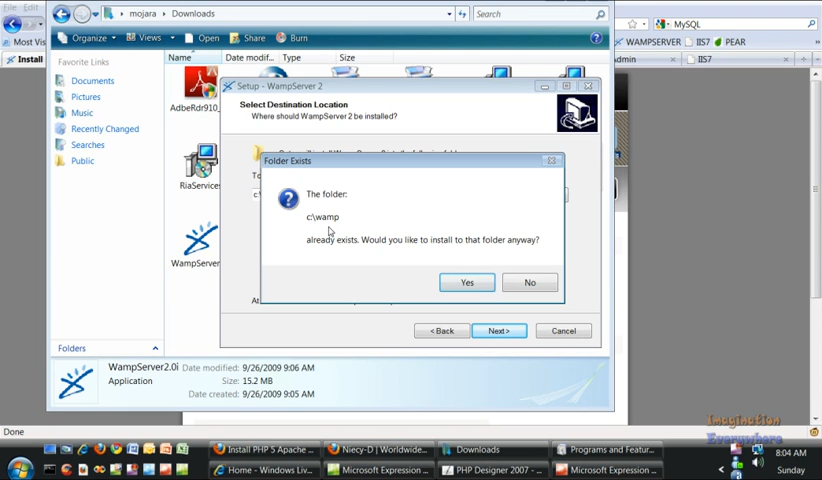 File Edit
mojara Downloads
Search
MySQL
Organize Views Open Share Burn
Most Vis
WAMPSERVER IIS7 PEAR
Install
dmin
IIS7
Favorite Links
Name Date modif... Type Size
Documents
Pictures
Music
Recently Changed
Searches
Public
AdbeRdr910_
RiaServices
WampServer
Setup - WampServer 2
Select Destination Location
Where should WampServer 2 be installed?
To
c:\
Folder Exists
The folder:
c:\wamp
already exists. Would you like to install to that folder anyway?
Yes No
At
< Back Next > Cancel
Folders
WampServer2.0i Date modified: 9/26/2009 9:06 AM
Application Size: 15.2 MB
Date created: 9/26/2009 9:05 AM
Done
Imagination
Everywhere
Install PHP 5 Apache ... Niecy-D | Worldwide... Downloads Programs and Featur...
8:04 AM
Home - Windows Liv... Microsoft Expression ... PHP Designer 2007 - ... Microsoft Expression ...
Sunday